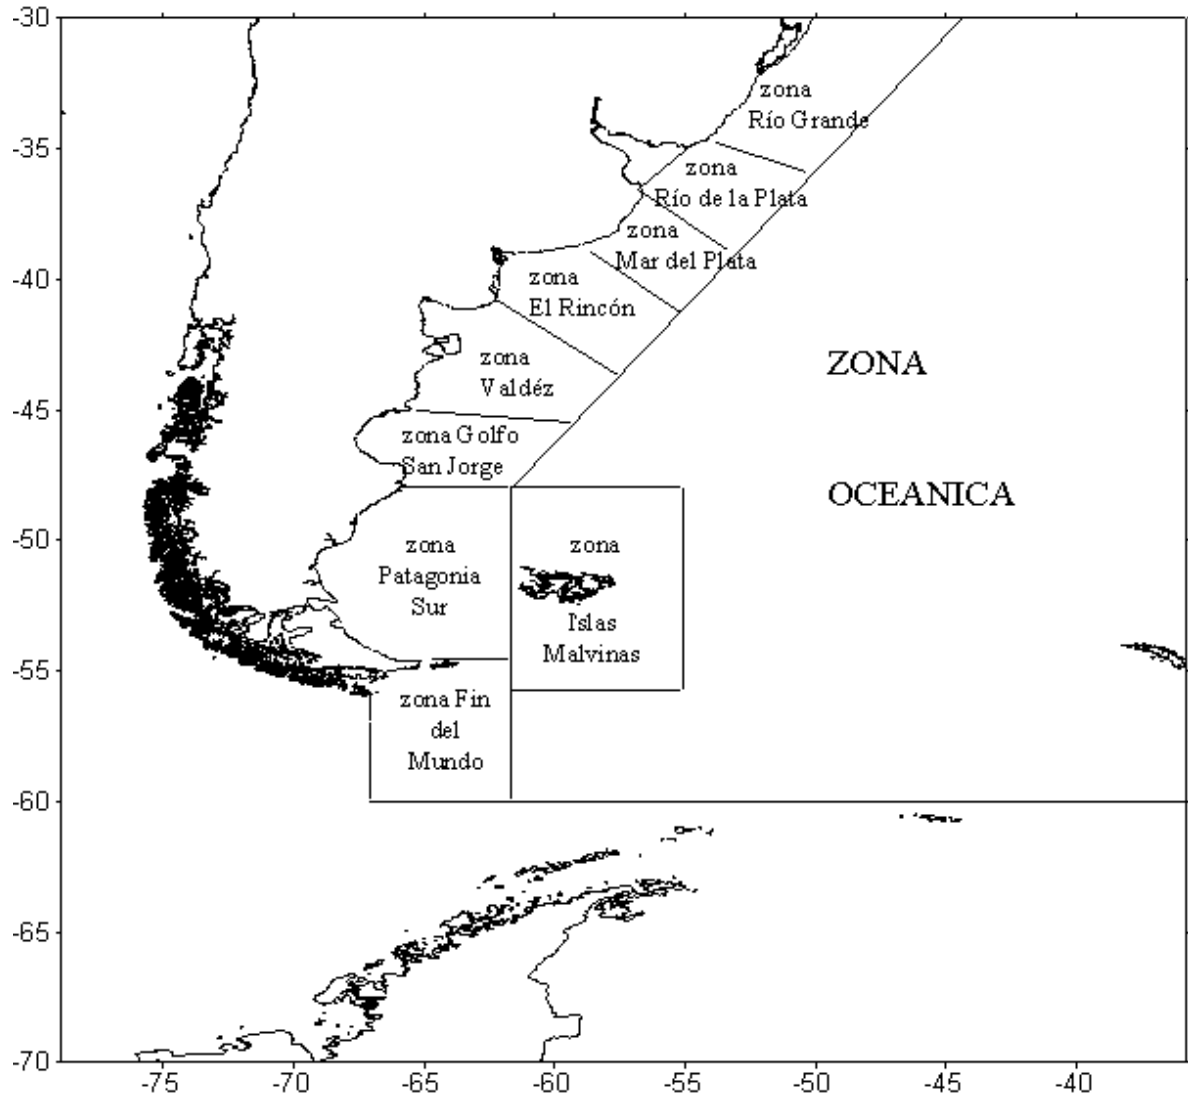 -30
-35
-40
-45
-50
-55
-60
-65
-70
zona
Río Grande
zona
Río de la Plata
zona
Mar del Plata
zona
El Rincón
zona
Valdéz
zona Golfo
San Jorge
ZONA
OCEANICA
zona
Patagonia
Sur
zona
Islas
Malvinas
zona Fin
del
Mundo
-75
-70
-65
-60
-55
-50
-45
-40